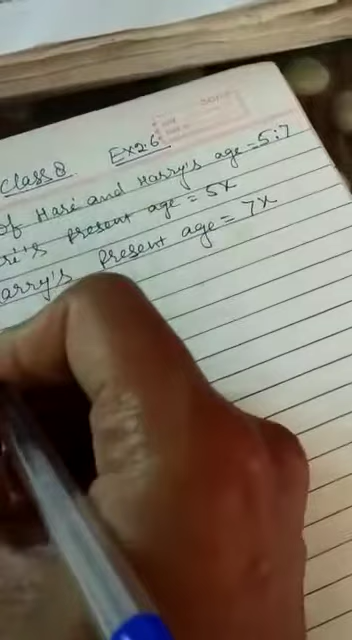 Class 8 Ex 2.6
of Hari and Harry's age = 5:7
ri's Present age = 5x
arry's Present age = 7x